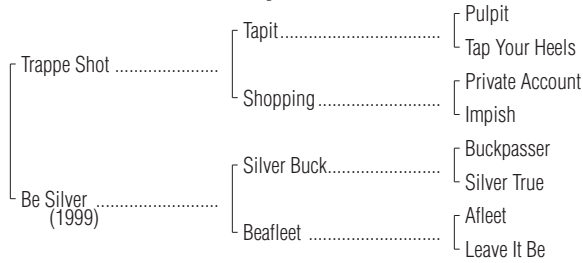 Pulpit
Tapit
Tap Your Heels
Trappe Shot
Private Account
Shopping
Impish
Buckpasser
Silver Buck
Silver True
Be Silver
(1999)
Afleet
Beafleet
Leave It Be